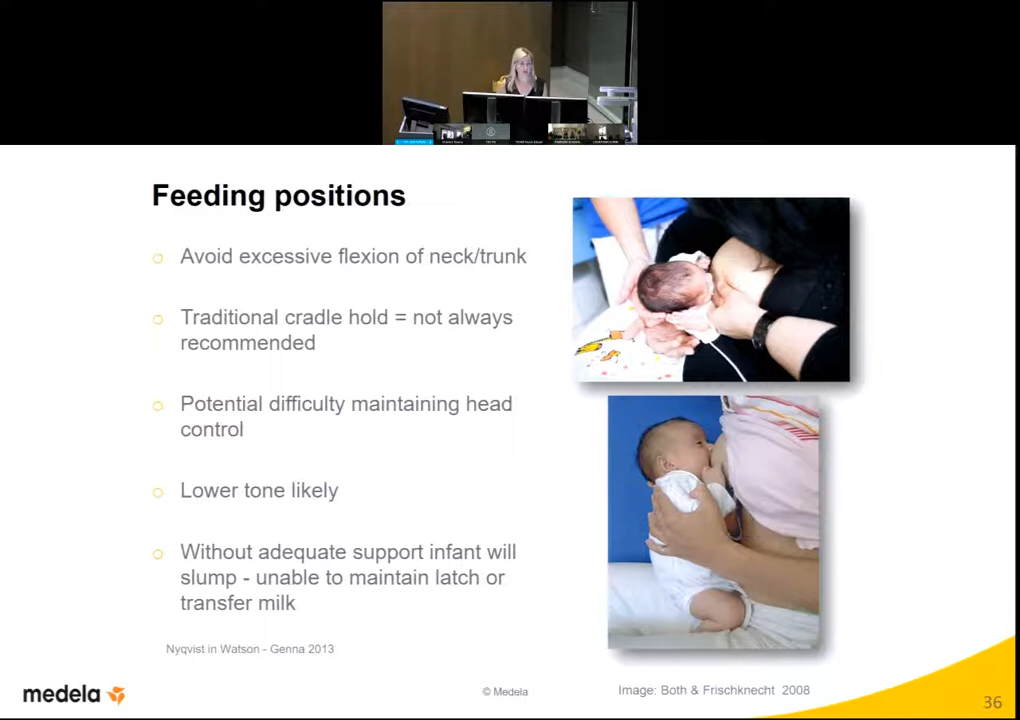 Feeding positions
Avoid excessive flexion of neck/trunk
Traditional cradle hold = not always
recommended
Potential difficulty maintaining head
control
Lower tone likely
Without adequate support infant will
slump - unable to maintain latch or
transfer milk
Nyqvist in Watson - Genna 2013
medela
© Medela
Image: Both & Frischknecht 2008
36